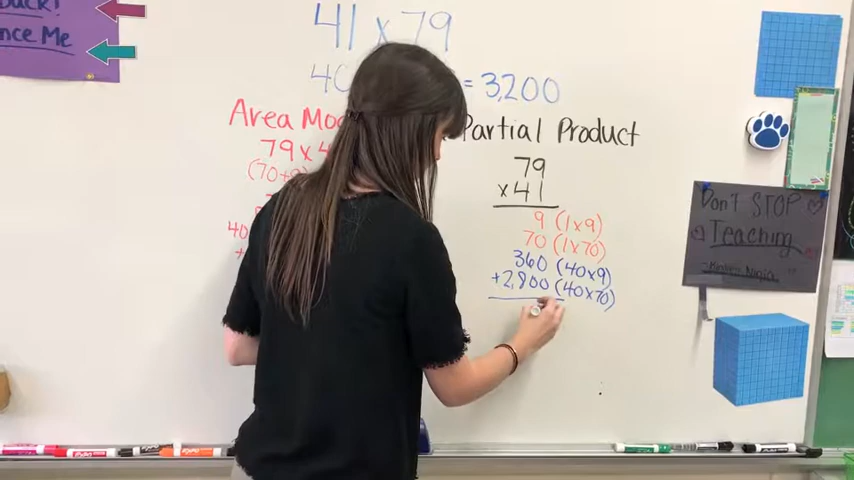 Back!
nce Me
41 x 79
40 = 3,200
Area Mo
79 x 4
(70+9)
Partial Product
79
x 41
9 (1x9)
70 (1x70)
360 (40x9)
+2,800 (40x70)
40
+
Don't STOP
Teaching